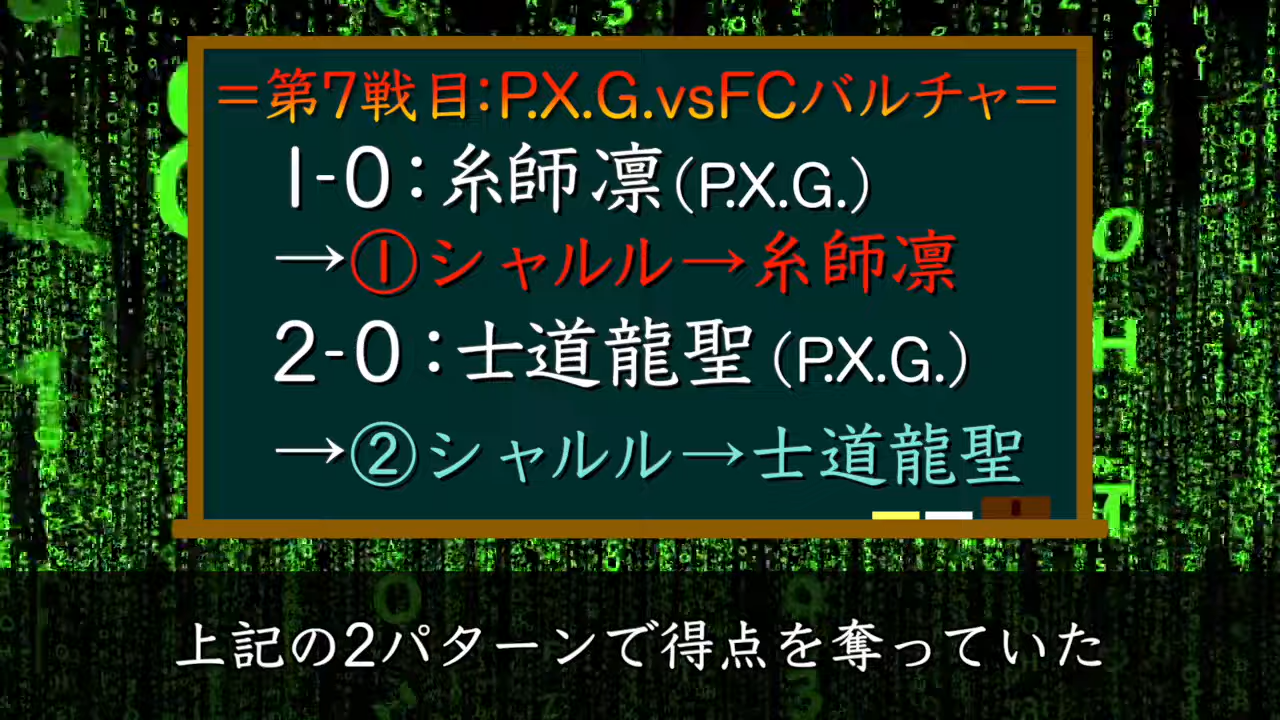 ＝第7戦目:P.X.G.vsFCバルチャ＝
1-0：糸師凛(P.X.G.)
→①シャルル→糸師凛
2-0：士道龍聖(P.X.G.)
→②シャルル→士道龍聖
上記の2パターンで得点を奪っていた